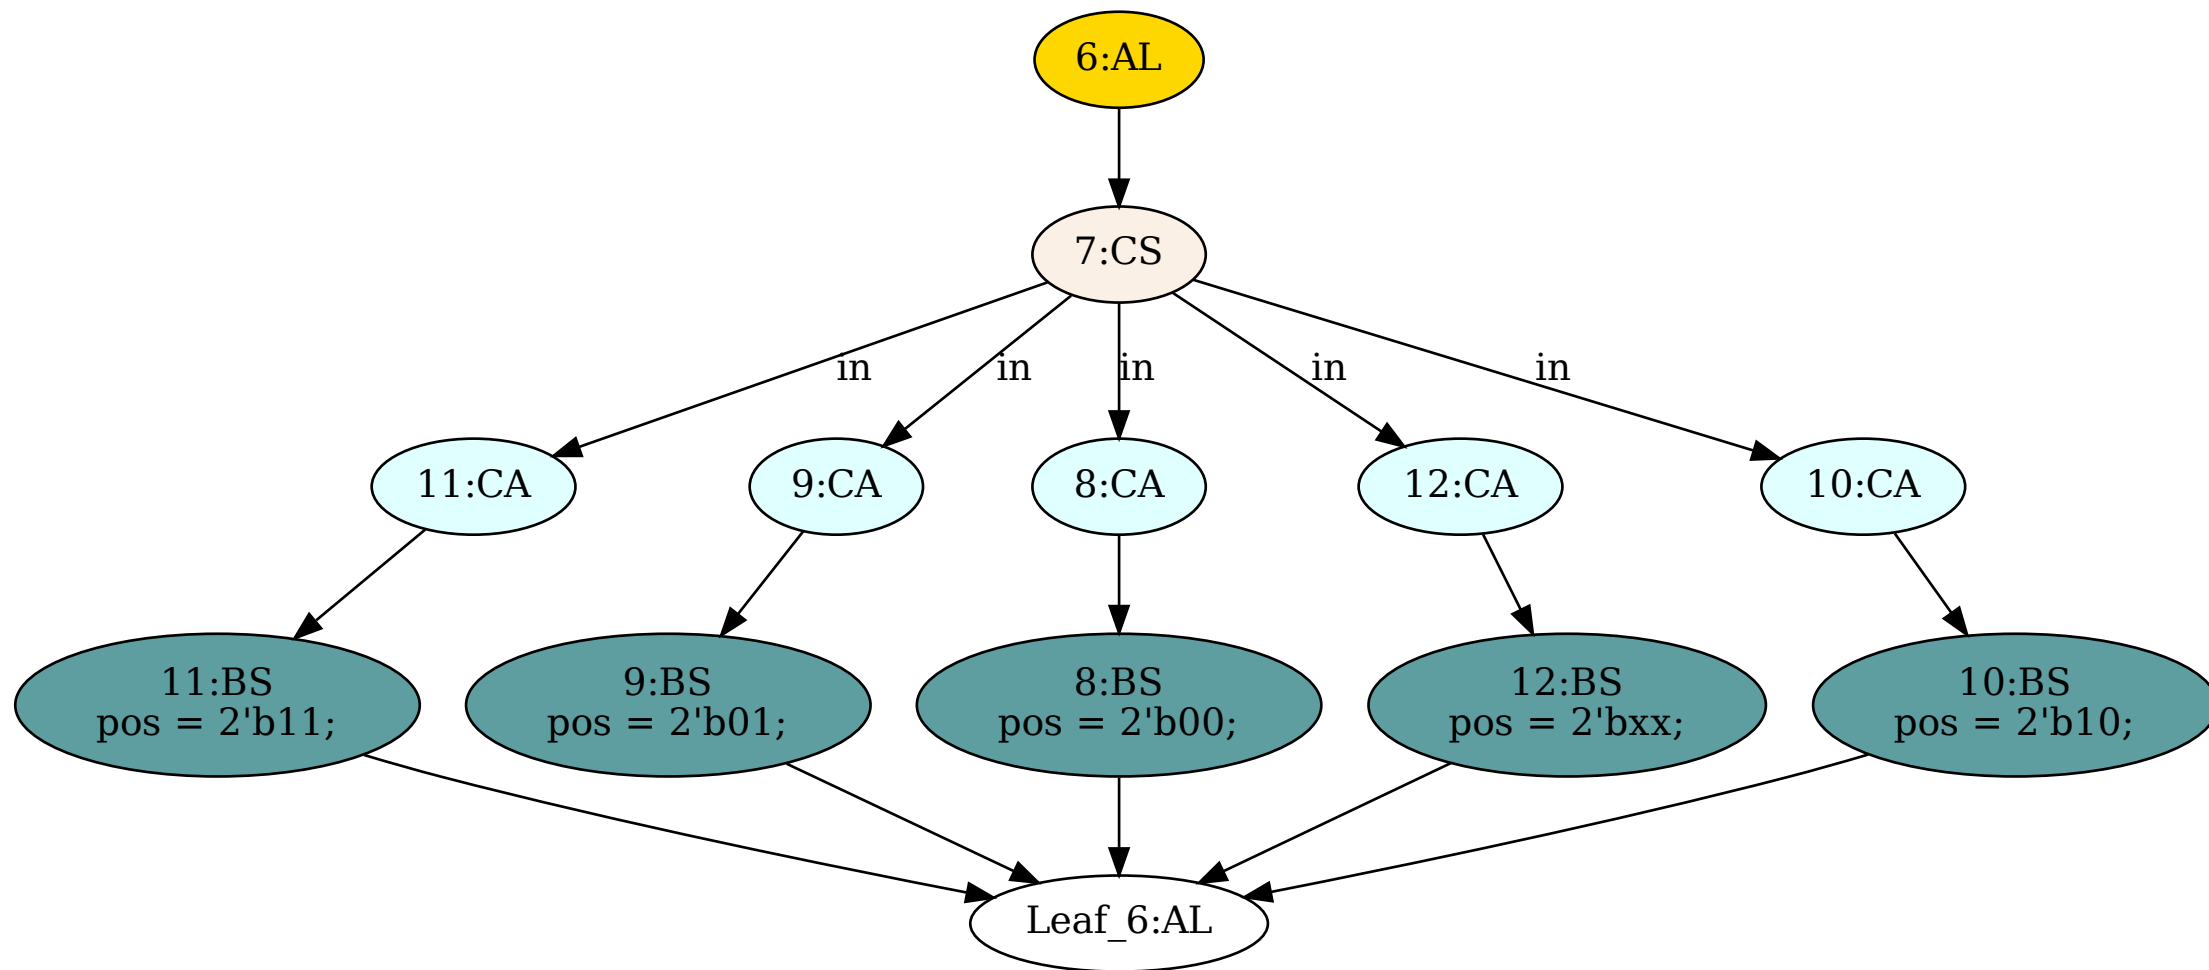 6:AL
7:CS
in
in
in
in
in
11:CA
9:CA
8:CA
12:CA
10:CA
11:BS
pos = 2'b11;
9:BS
pos = 2'b01;
8:BS
pos = 2'b00;
12:BS
pos = 2'bxx;
10:BS
pos = 2'b10;
Leaf_6:AL